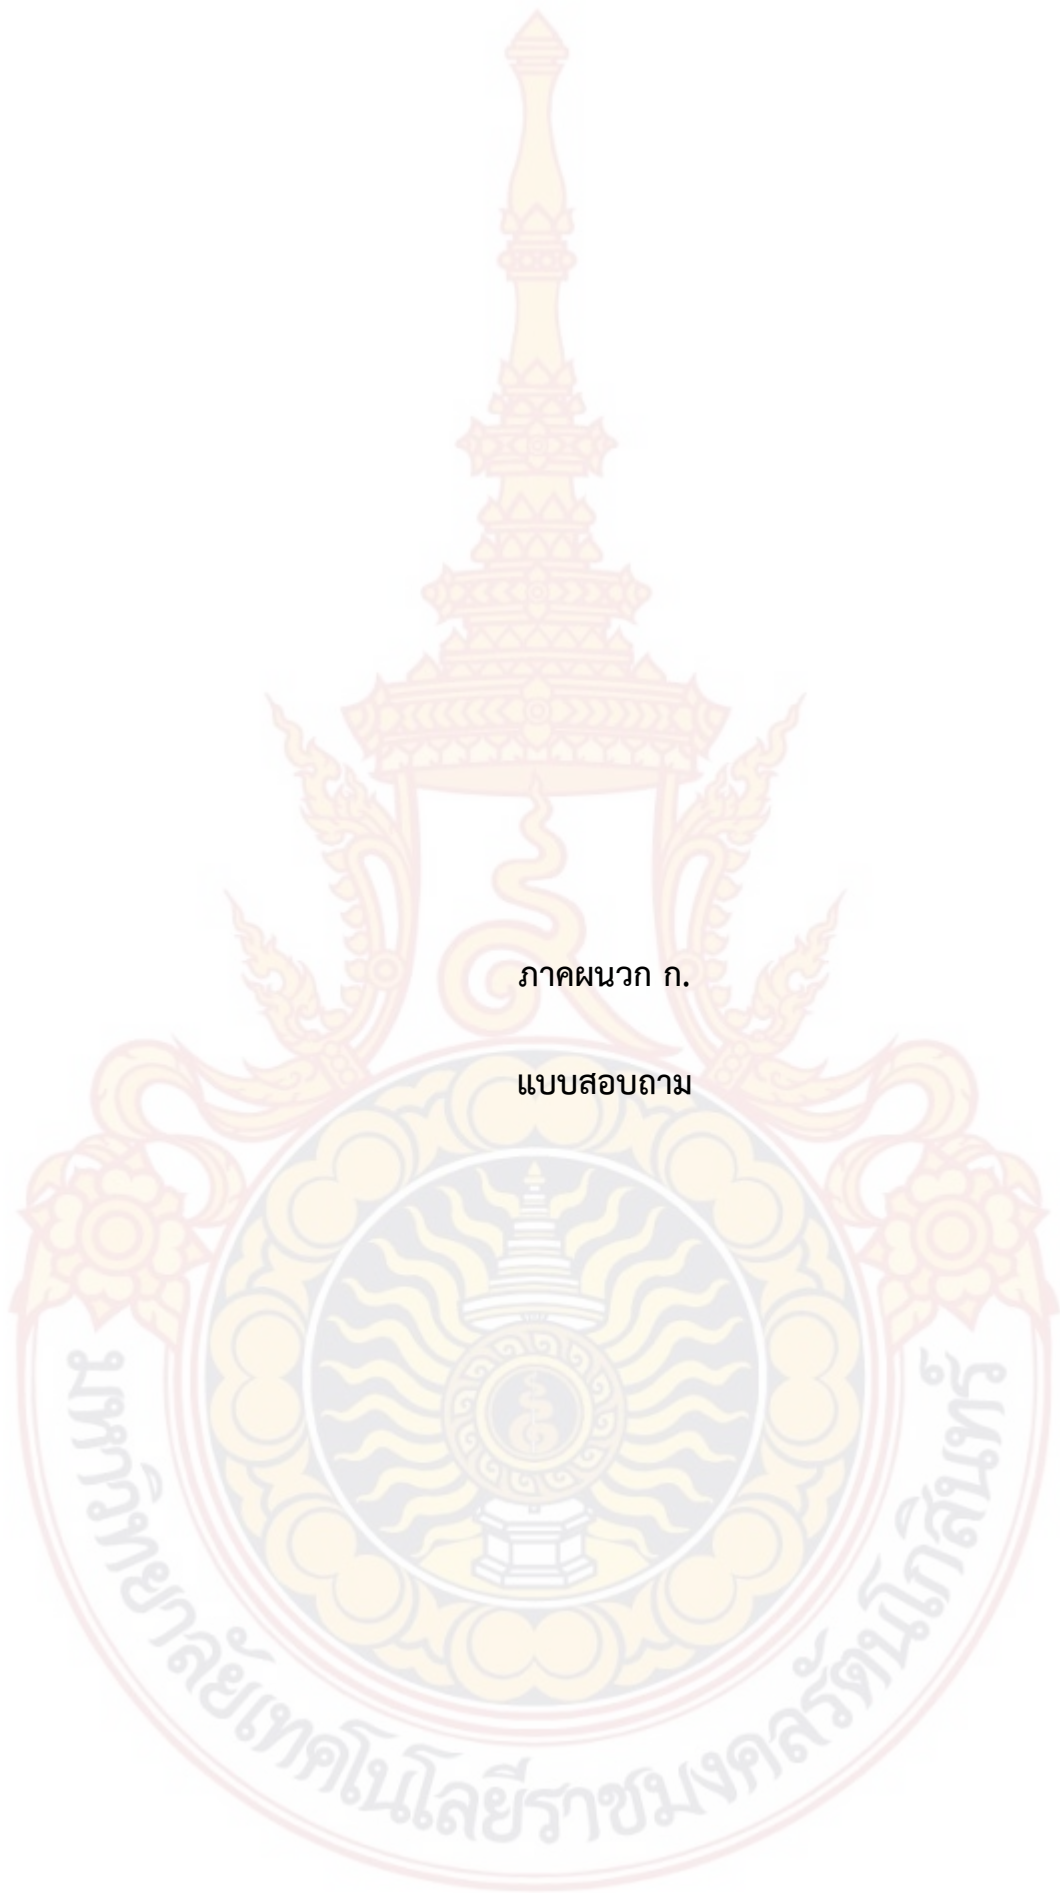 ภาคผนวก ก.
แบบสอบถาม
มหาวิทยาลัยเทคโนโลยีราชมงคลรัตนโกสินทร์